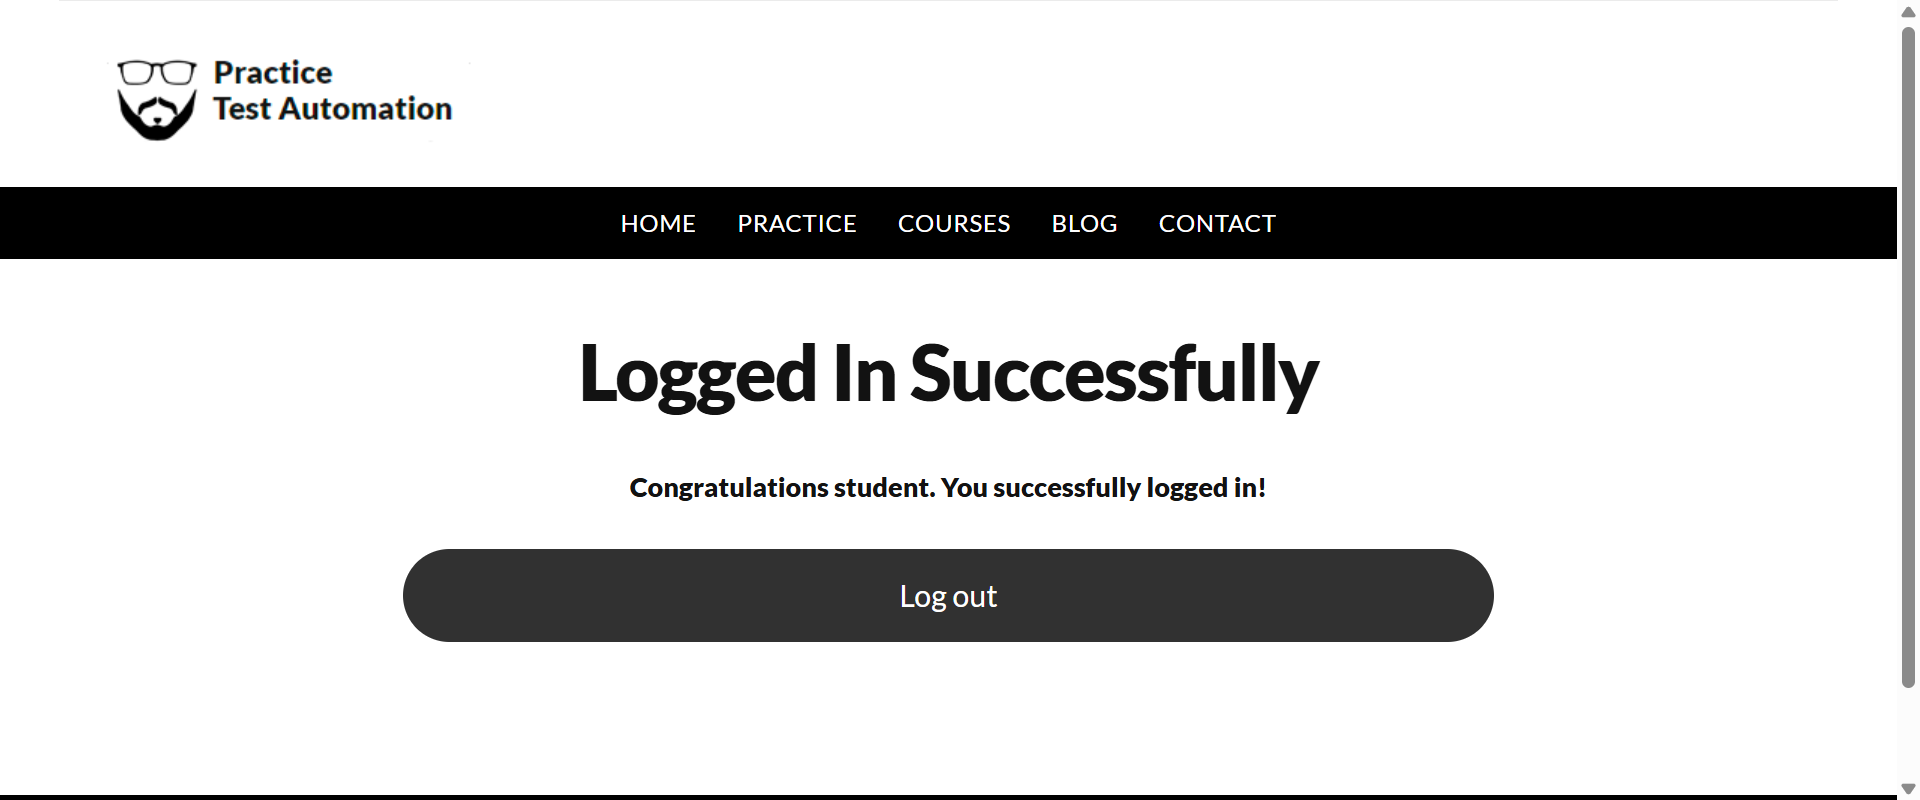 Practice
Test Automation
HOME PRACTICE COURSES BLOG CONTACT
Logged In Successfully
Congratulations student. You successfully logged in!
Log out